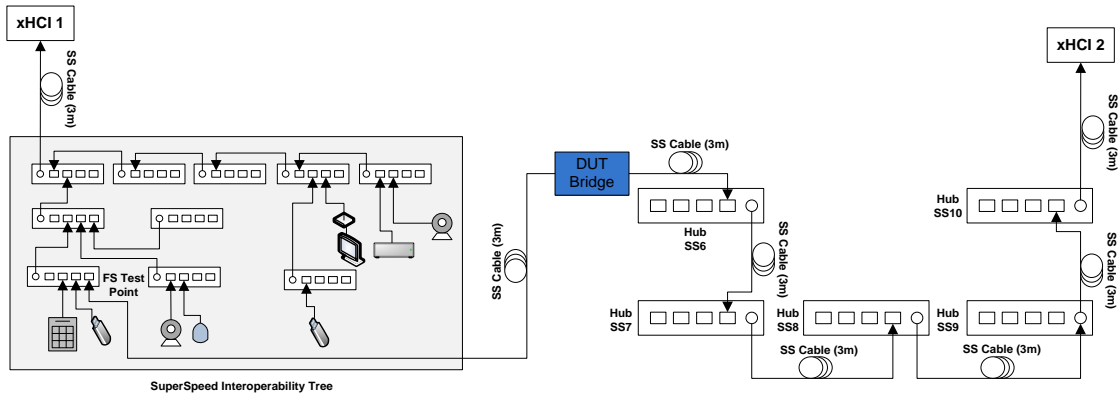 xHCI 1
SS Cable (3m)
FS Test
Point
SuperSpeed Interoperability Tree
SS Cable (3m)
DUT
Bridge
SS Cable (3m)
Hub
SS6
SS Cable (3m)
Hub
SS7
SS Cable (3m)
Hub
SS8
SS Cable (3m)
Hub
SS9
SS Cable (3m)
Hub
SS10
SS Cable (3m)
xHCI 2